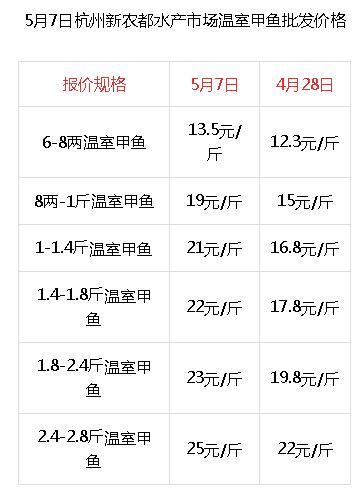 5月7日杭州新农都水产市场温室甲鱼批发价格
报价规格 5月7日 4月28日
6-8两温室甲鱼 13.5元/斤 12.3元/斤
8两-1斤温室甲鱼 19元/斤 15元/斤
1-1.4斤温室甲鱼 21元/斤 16.8元/斤
1.4-1.8斤温室甲鱼 22元/斤 17.8元/斤
1.8-2.4斤温室甲鱼 23元/斤 19.8元/斤
2.4-2.8斤温室甲鱼 25元/斤 22元/斤